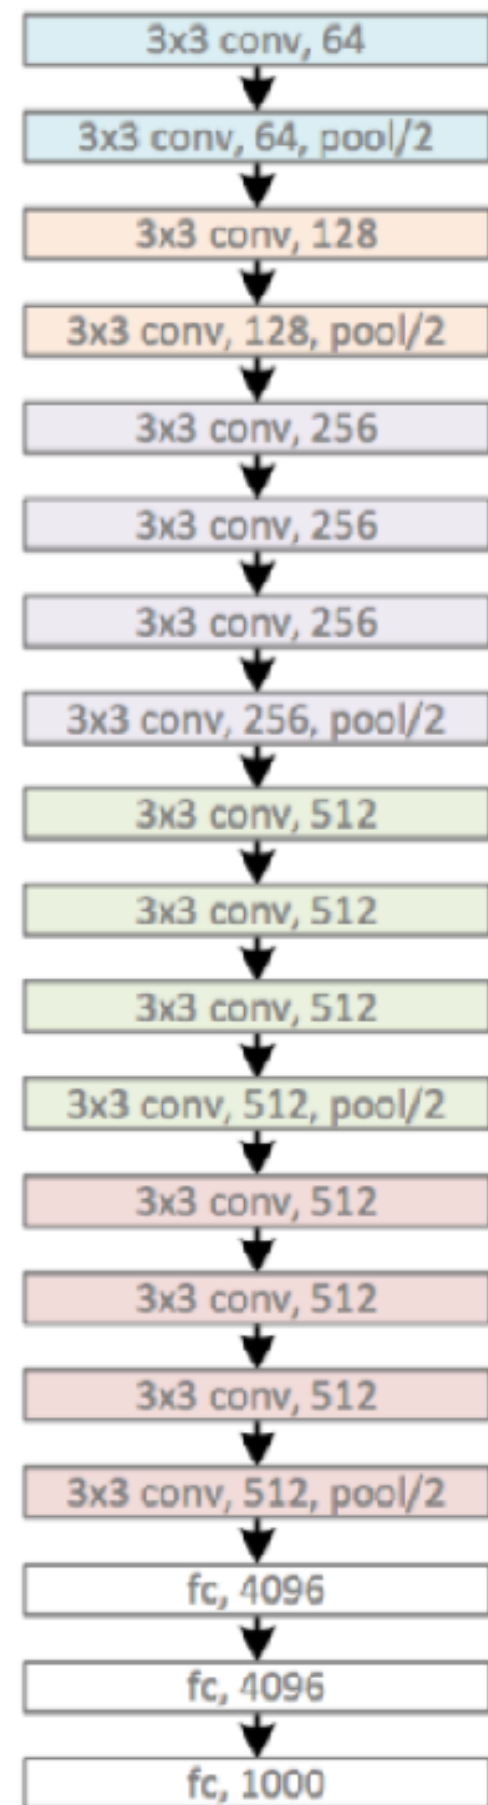 3x3 conv, 64
3x3 conv, 64, pool/2
3x3 conv, 128
3x3 conv, 128, pool/2
3x3 conv, 256
3x3 conv, 256
3x3 conv, 256
3x3 conv, 256, pool/2
3x3 conv, 512
3x3 conv, 512
3x3 conv, 512
3x3 conv, 512, pool/2
3x3 conv, 512
3x3 conv, 512
3x3 conv, 512
3x3 conv, 512, pool/2
fc, 4096
fc, 4096
fc, 1000